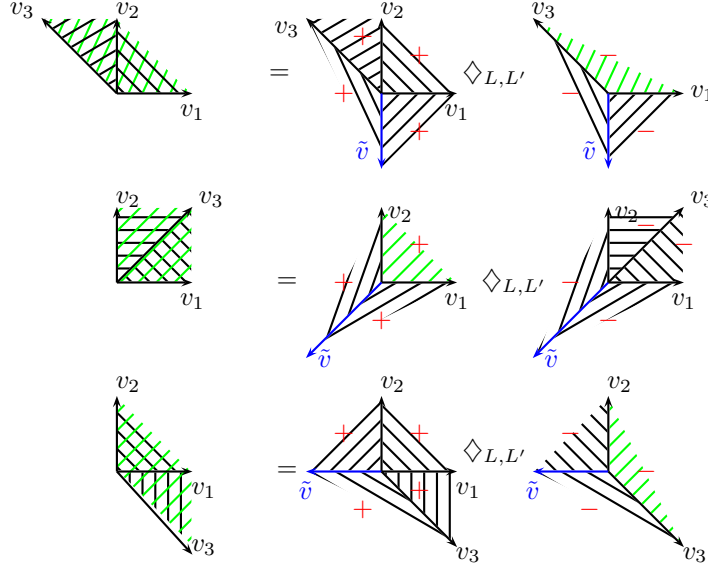 v₃ v₂ v₁ = v₃ v₂ + + + + v₁ ṽ ◇_{L,L'} v₃ − − − v₁ ṽ
v₂ v₃ v₁ = v₂ + + + v₁ ṽ ◇_{L,L'} v₂ v₃ − − − − v₁ ṽ
v₂ v₁ v₃ = v₂ + + + + v₁ ṽ v₃ ◇_{L,L'} v₂ − − − ṽ v₃